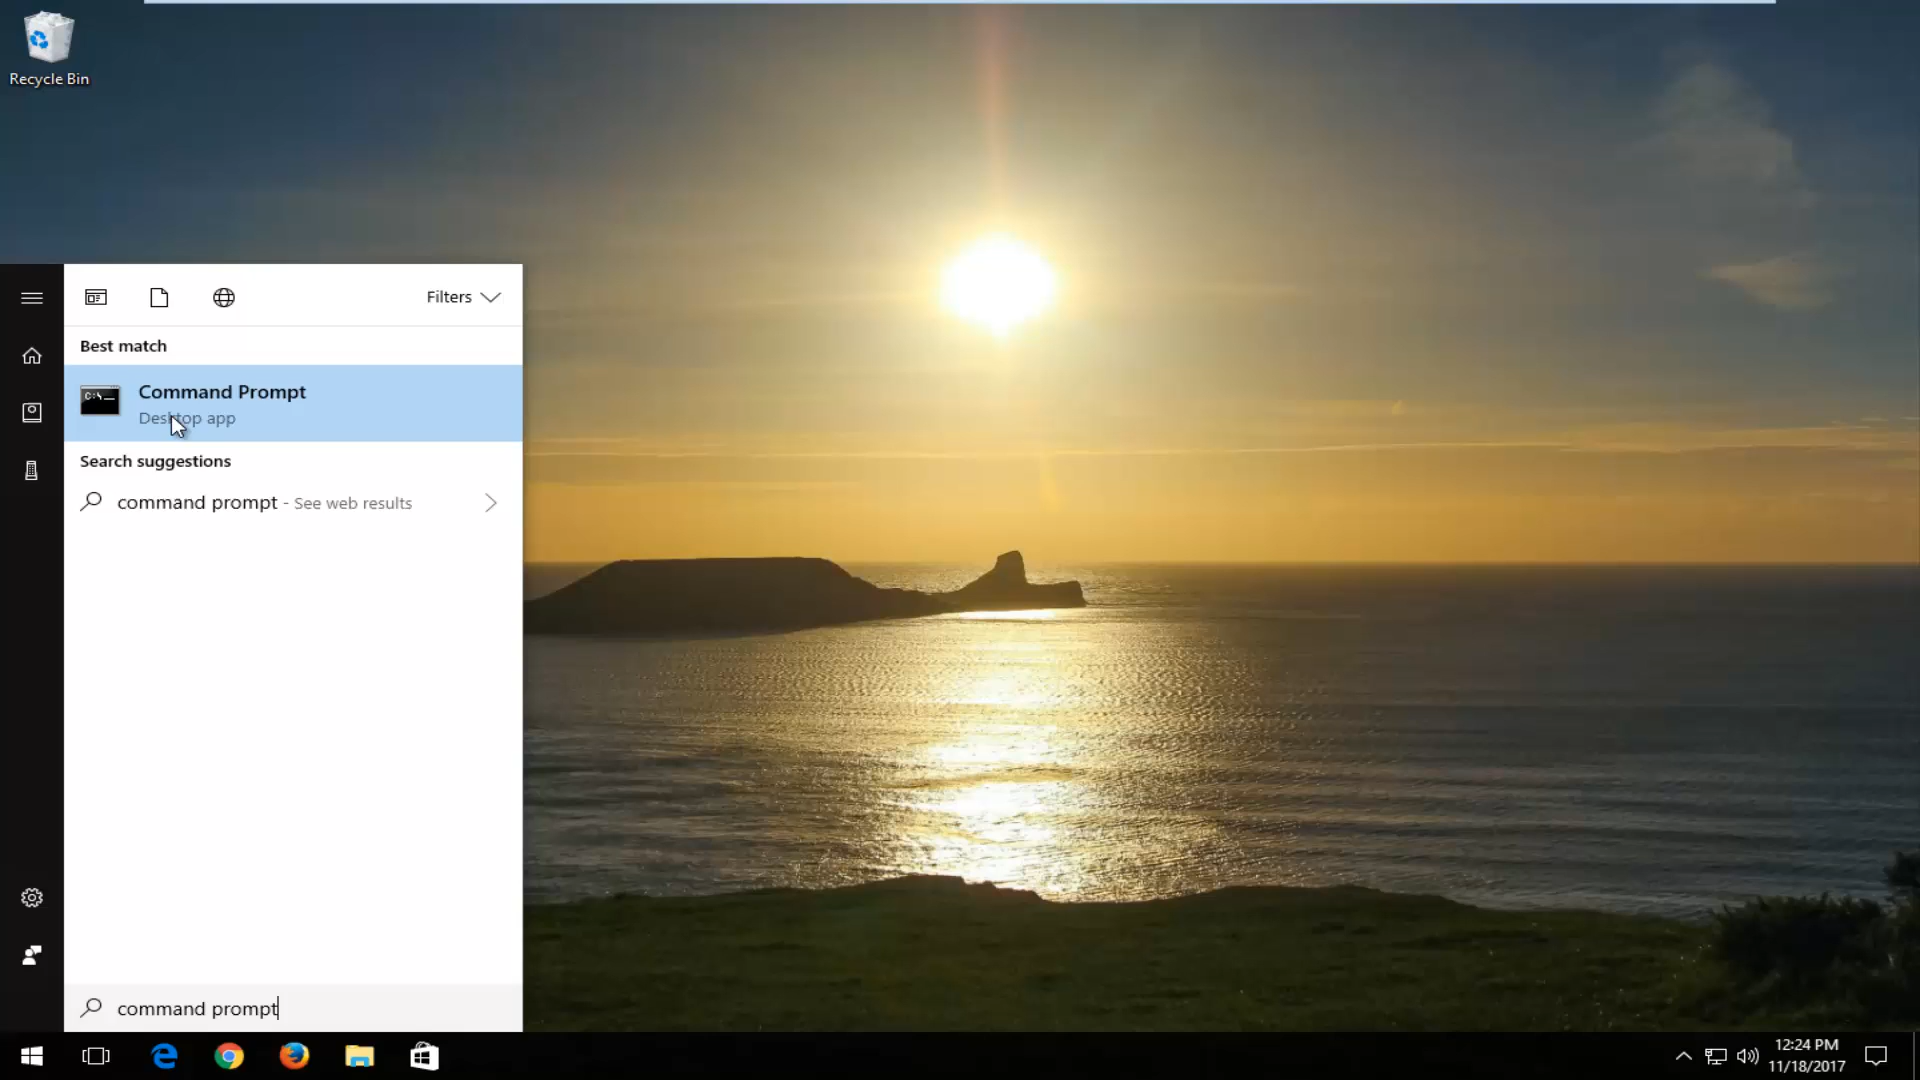 Recycle Bin
Filters
Best match
C:\_
Command Prompt
Desktop app
Search suggestions
command prompt - See web results
command prompt
12:24 PM
11/18/2017